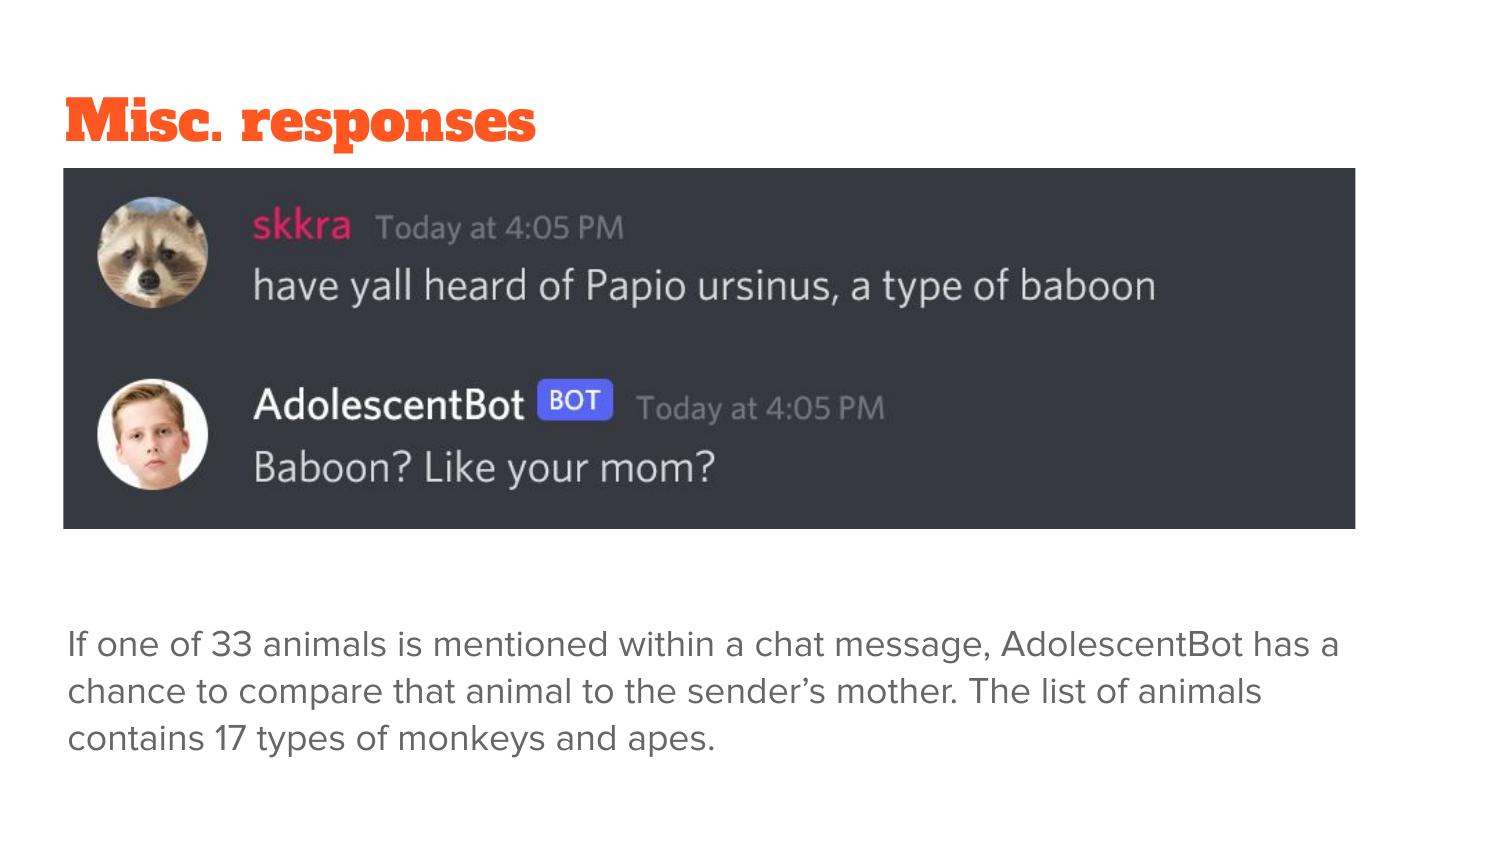 Misc. responses
skkra Today at 4:05 PM
have yall heard of Papio ursinus, a type of baboon
AdolescentBot BOT Today at 4:05 PM
Baboon? Like your mom?
If one of 33 animals is mentioned within a chat message, AdolescentBot has a
chance to compare that animal to the sender’s mother. The list of animals
contains 17 types of monkeys and apes.